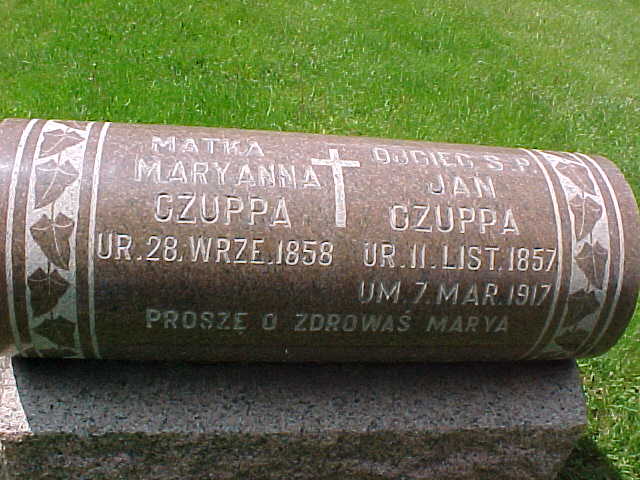 MATKA
MARYANNA
CZUPPA
UR. 28. WRZE. 1858
OJCIEC Ś.P.
JAN
CZUPPA
UR. 11. LIST. 1857
UM. 7. MAR. 1917
PROSZĘ O ZDROWAŚ MARYA